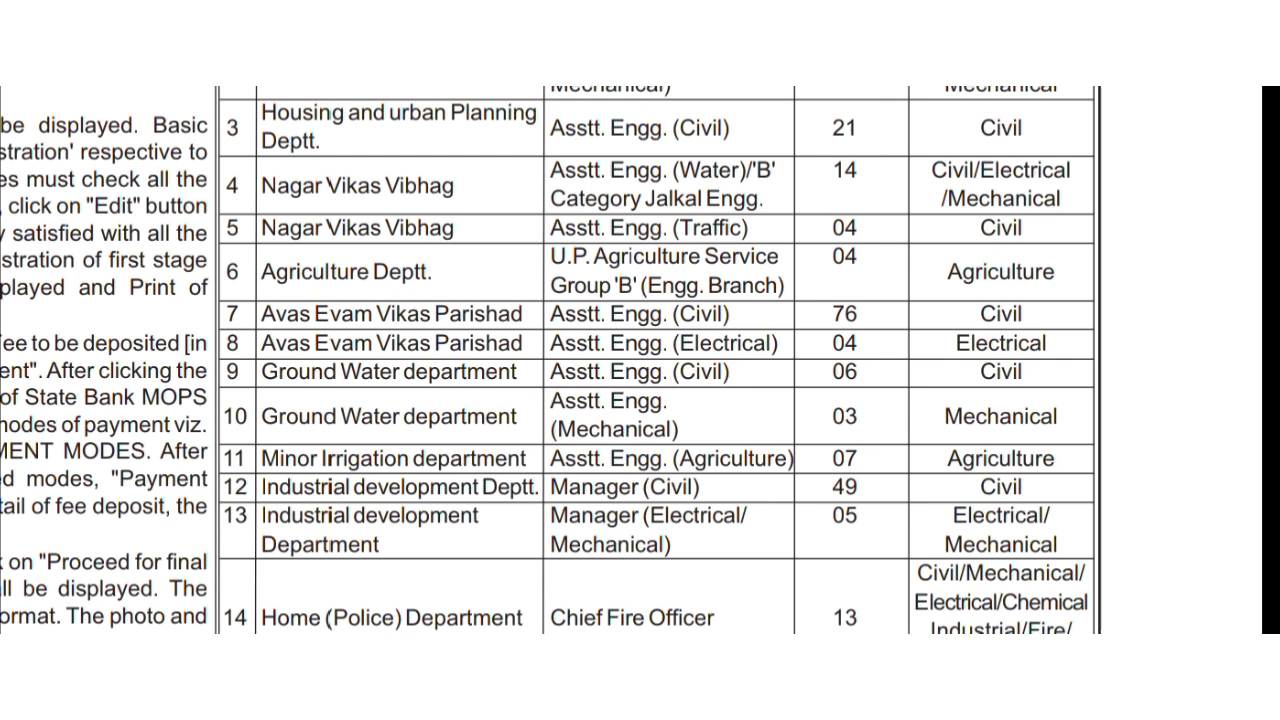 be displayed. Basic
stration' respective to
es must check all the
, click on "Edit" button
y satisfied with all the
stration of first stage
played and Print of
fee to be deposited [in
ent". After clicking the
of State Bank MOPS
modes of payment viz.
MENT MODES. After
d modes, "Payment
tail of fee deposit, the
k on "Proceed for final
ll be displayed. The
ormat. The photo and
Mechanical) Mechanical
3 Housing and urban Planning Deptt. Asstt. Engg. (Civil) 21 Civil
4 Nagar Vikas Vibhag Asstt. Engg. (Water)/'B' 14 Civil/Electrical
Category Jalkal Engg. /Mechanical
5 Nagar Vikas Vibhag Asstt. Engg. (Traffic) 04 Civil
6 Agriculture Deptt. U.P. Agriculture Service 04 Agriculture
Group 'B' (Engg. Branch)
7 Avas Evam Vikas Parishad Asstt. Engg. (Civil) 76 Civil
8 Avas Evam Vikas Parishad Asstt. Engg. (Electrical) 04 Electrical
9 Ground Water department Asstt. Engg. (Civil) 06 Civil
10 Ground Water department Asstt. Engg. (Mechanical) 03 Mechanical
11 Minor Irrigation department Asstt. Engg. (Agriculture) 07 Agriculture
12 Industrial development Deptt. Manager (Civil) 49 Civil
13 Industrial development Manager (Electrical/ 05 Electrical/
Department Mechanical) Mechanical
Civil/Mechanical/
Electrical/Chemical
14 Home (Police) Department Chief Fire Officer 13
Industrial/Fire/